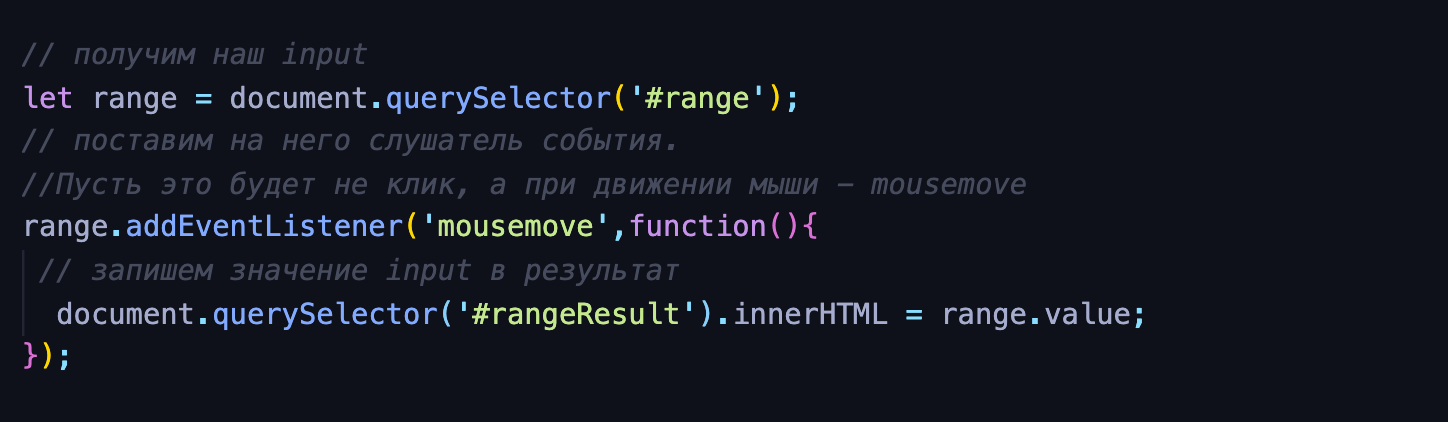 // получим наш input
let range = document.querySelector('#range');
// поставим на него слушатель события.
//Пусть это будет не клик, а при движении мыши – mousemove
range.addEventListener('mousemove',function(){
// запишем значение input в результат
document.querySelector('#rangeResult').innerHTML = range.value;
});